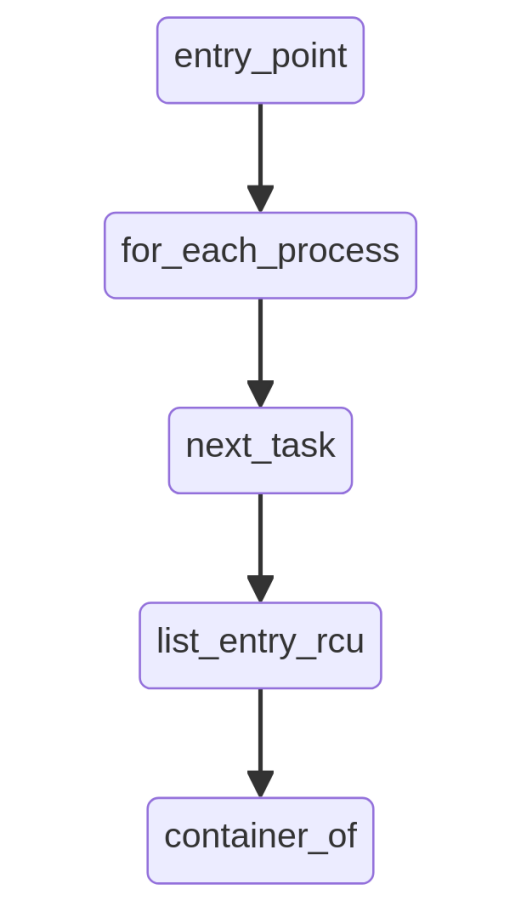 entry_point
for_each_process
next_task
list_entry_rcu
container_of